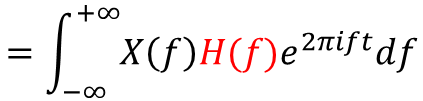 = ∫_{-∞}^{+∞} X(f)H(f)e^{2πift}df